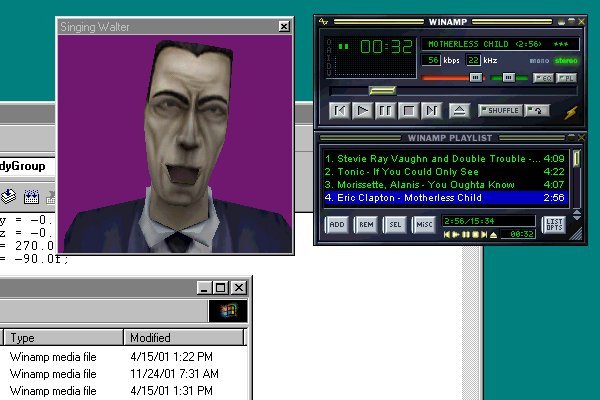 Singing Walter
WINAMP
O
A
I
D
V
00:32
MOTHERLESS CHILD (2:56) ***
56 kbps 22 kHz mono stereo
EQ PL
SHUFFLE
WINAMP PLAYLIST
1. Stevie Ray Vaughn and Double Trouble -... 4:09
2. Tonic - If You Could Only See 4:22
3. Morissette, Alanis - You Oughta Know 4:07
4. Eric Clapton - Motherless Child 2:56
ADD REM SEL MISC 2:56/15:34 LIST OPTS
00:32
dyGroup
y = -0.
z = -0.
= 270.0
= -90.0f;
Type Modified
Winamp media file 4/15/01 1:22 PM
Winamp media file 11/24/01 7:31 AM
Winamp media file 4/15/01 1:31 PM